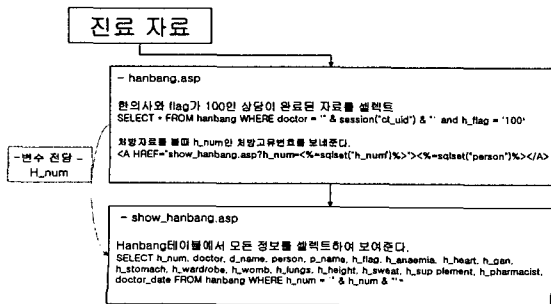 진료 자료
- hanbang.asp
한의사와 flag가 100인 상담이 완료된 자료를 셀렉트
SELECT * FROM hanbang WHERE doctor = '" & session("ct_uid") & "' and h_flag = '100'
처방자료를 볼때 h_num인 처방고유번호를 보내준다.
<A HREF="show_hanbang.asp?h_num=<%=sqlset("h_num")%>"><%=sqlset("person")%></A>
-변수 전달 -
H_num
- show_hanbang.asp
Hanbang테이블에서 모든 정보를 셀렉트하여 보여준다.
SELECT h_num, doctor, d_name, person, p_name, h_flag, h_anaemia, h_heart, h_gan,
h_stomach, h_wardrobe, h_womb, h_lungs, h_height, h_sweat, h_sup plement, h_pharmacist,
doctor_date FROM hanbang WHERE h_num = '" & h_num & "'"